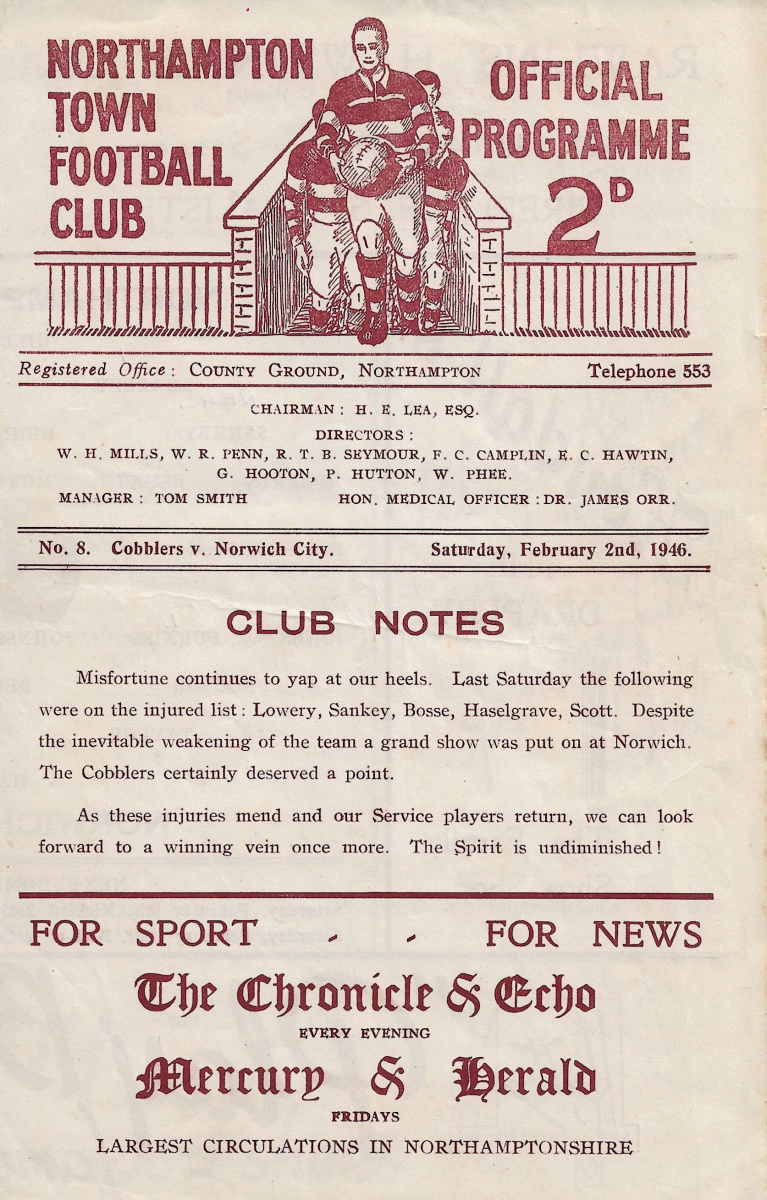 NORTHAMPTON
TOWN
FOOTBALL
CLUB
OFFICIAL
PROGRAMME
2D
Registered Office: COUNTY GROUND, NORTHAMPTON Telephone 553
CHAIRMAN: H. E. LEA, ESQ.
DIRECTORS:
W. H. MILLS, W. R. PENN, R. T. B. SEYMOUR, F. C. CAMPLIN, E. C. HAWTIN,
G. HOOTON, P. HUTTON, W. PHEE.
MANAGER: TOM SMITH HON. MEDICAL OFFICER: DR. JAMES ORR.
No. 8. Cobblers v. Norwich City. Saturday, February 2nd, 1946.
CLUB NOTES
Misfortune continues to yap at our heels. Last Saturday the following
were on the injured list: Lowery, Sankey, Bosse, Haselgrave, Scott. Despite
the inevitable weakening of the team a grand show was put on at Norwich.
The Cobblers certainly deserved a point.
As these injuries mend and our Service players return, we can look
forward to a winning vein once more. The Spirit is undiminished!
FOR SPORT - - FOR NEWS
The Chronicle & Echo
EVERY EVENING
Mercury & Herald
FRIDAYS
LARGEST CIRCULATIONS IN NORTHAMPTONSHIRE